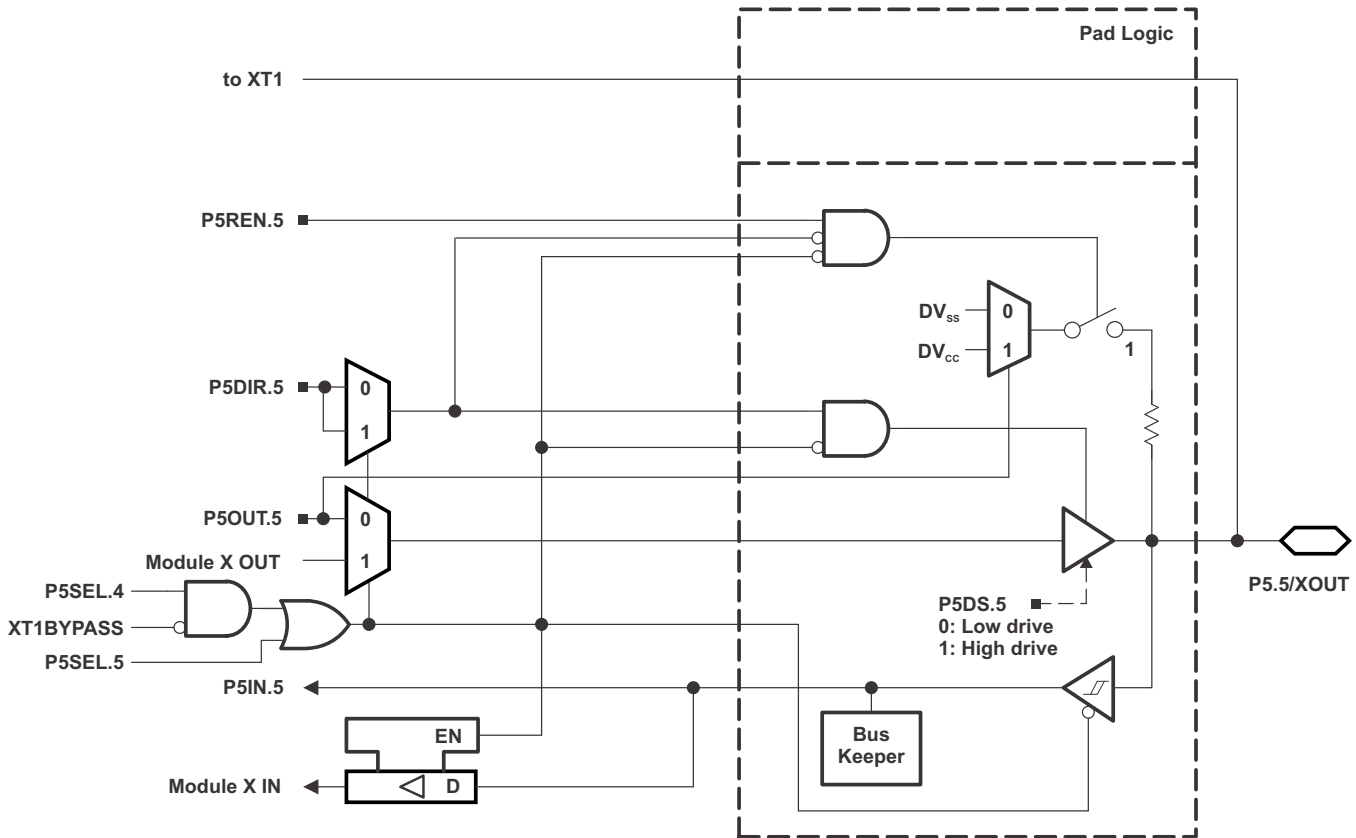 Pad Logic
to XT1
P5REN.5
DVss
0
DVcc
1
1
P5DIR.5
0
1
P5OUT.5
0
Module X OUT
1
P5SEL.4
XT1BYPASS
P5SEL.5
P5DS.5
0: Low drive
1: High drive
P5.5/XOUT
P5IN.5
Bus
Keeper
EN
Module X IN
D